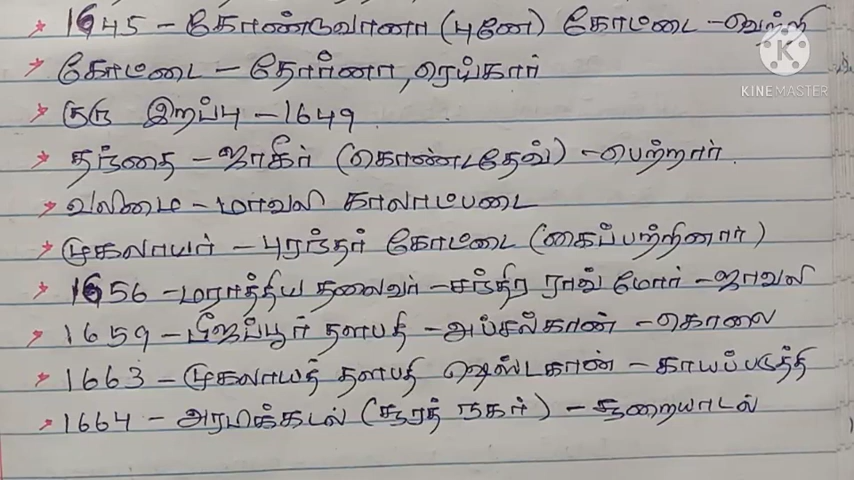 * 1645 - கோண்டுவானா (புனே) கோட்டை - வெற்றி
* கோட்டை - தோர்னா, ரெய்கார்
* குரு இறப்பு - 1649
* தந்தை - ஜாகீர் (கொண்டதேவ்) - பெற்றார்.
* வலிமை - மாவலி காலாட்படை
* முகலாயர் - புரந்தர் கோட்டை (கைப்பற்றினார்)
* 1656 - மராத்திய தலைவர் - சந்திர ராவ் மோர் - ஜாவலி
* 1659 - பீஜப்பூர் தளபதி - அப்சல்கான் - கொலை
* 1663 - முகலாயத் தளபதி ஷெஸ்டகான் - காயப்படுத்தி
* 1664 - அரபிக்கடல் (சூரத் நகர்) - சூறையாடல்
KINEMASTER